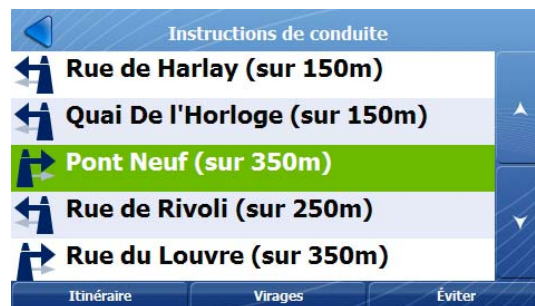 Instructions de conduite
Rue de Harlay (sur 150m)
Quai De l'Horloge (sur 150m)
Pont Neuf (sur 350m)
Rue de Rivoli (sur 250m)
Rue du Louvre (sur 350m)
Itinéraire Virages Éviter